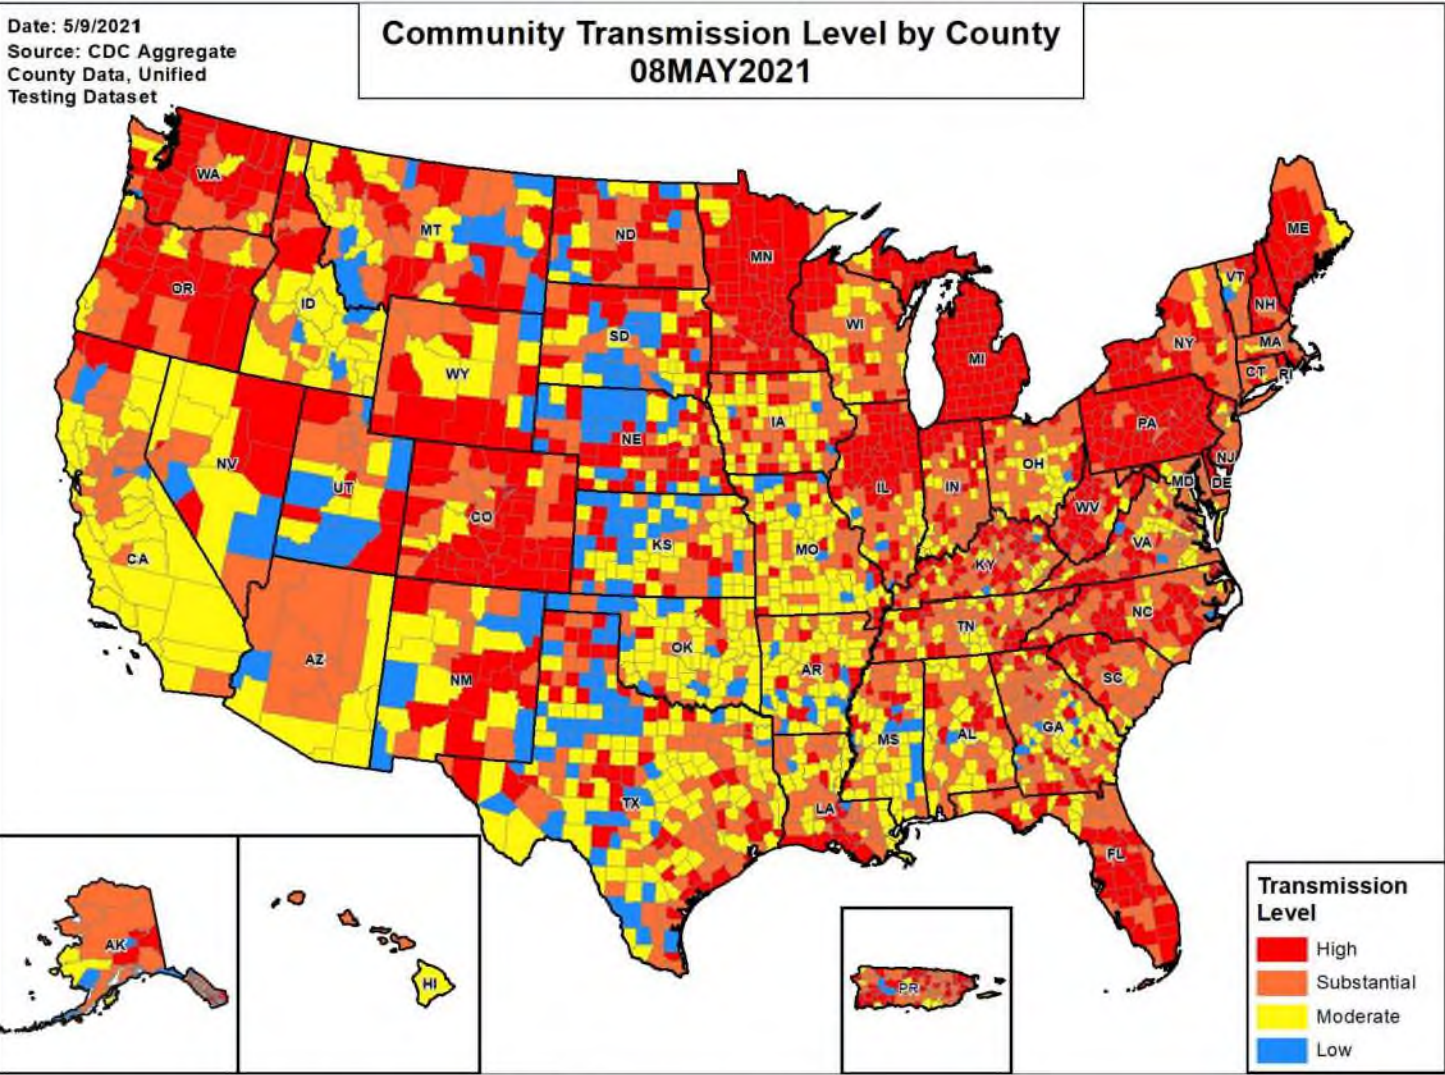 Date: 5/9/2021
Source: CDC Aggregate
County Data, Unified
Testing Dataset
Community Transmission Level by County
08MAY2021
WA
MT
ND
MN
ME
OR
ID
SD
WI
VT
NH
NY
MA
CT
RI
WY
MI
NE
IA
PA
NJ
NV
UT
CO
IL
IN
OH
MD
DE
WV
VA
CA
KS
MO
KY
NC
TN
AZ
NM
OK
AR
SC
MS
AL
GA
TX
LA
FL
AK
HI
PR
Transmission
Level
High
Substantial
Moderate
Low